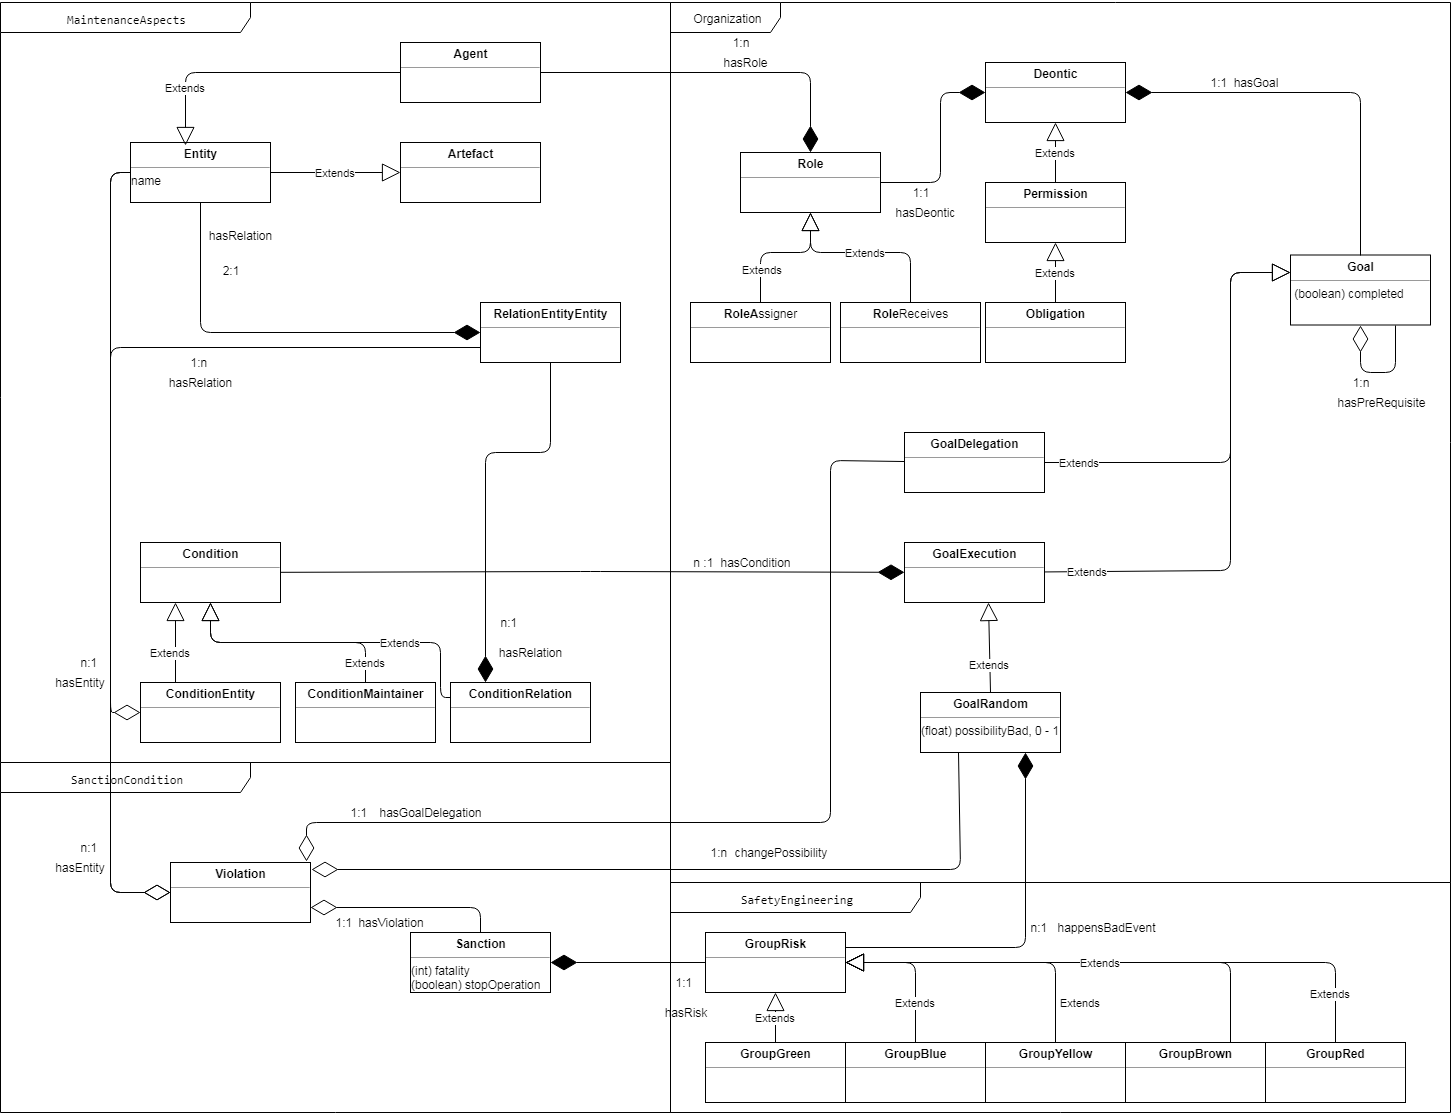 MaintenanceAspects
Organization
Agent
1:n
hasRole
Deontic
1:1 hasGoal
Extends
Entity
name
Extends
Artefact
Role
1:1
hasDeontic
Extends
Permission
hasRelation
2:1
Extends
Extends
Extends
Goal
(boolean) completed
RelationEntityEntity
RoleAssigner
RoleReceives
Obligation
1:n
hasRelation
1:n
hasPreRequisite
GoalDelegation
Extends
Condition
n :1 hasCondition
GoalExecution
Extends
n:1
hasRelation
Extends
Extends
Extends
n:1
hasEntity
ConditionEntity
ConditionMaintainer
ConditionRelation
Extends
GoalRandom
(float) possibilityBad, 0 - 1
SanctionCondition
1:1 hasGoalDelegation
n:1
hasEntity
1:n changePossibility
Violation
SafetyEngineering
1:1 hasViolation
n:1 happensBadEvent
Sanction
(int) fatality
(boolean) stopOperation
GroupRisk
Extends
1:1
hasRisk
Extends
Extends
Extends
Extends
GroupGreen
GroupBlue
GroupYellow
GroupBrown
GroupRed